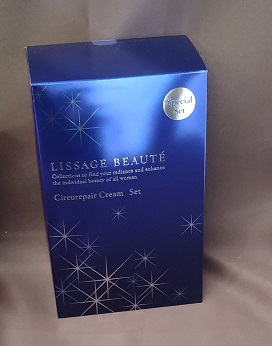 Special
Set
LISSAGE BEAUTÉ
Collections to find your radiance and enhance
the individual beauty of all woman
Circurepair Cream Set